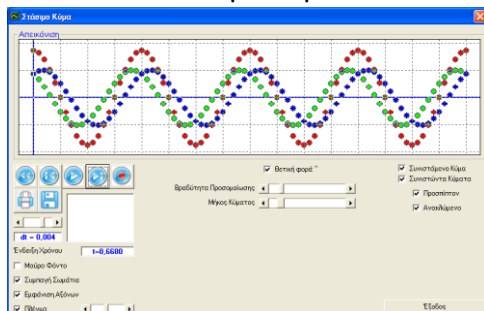 Στάσιμο Κύμα
Απεικόνιση
Θετική φορά ^
Βραδύτητα Προσομοίωσης
Μήκος Κύματος
Συνιστάμενο Κύμα
Συνιστώντα Κύματα
Προσπίπτον
Ανακλώμενο
dt = 0,004
Ένδειξη Χρόνου
t=0,6680
Μαύρο Φόντο
Συμπαγή Σωμάτια
Εμφάνιση Αξόνων
Πλέγμα
Έξοδος